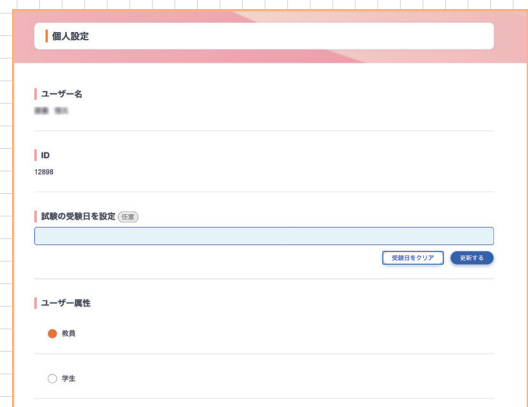 個人設定
ユーザー名
ID
12898
試験の受験日を設定 任意
受験日をクリア 更新する
ユーザー属性
教員
学生